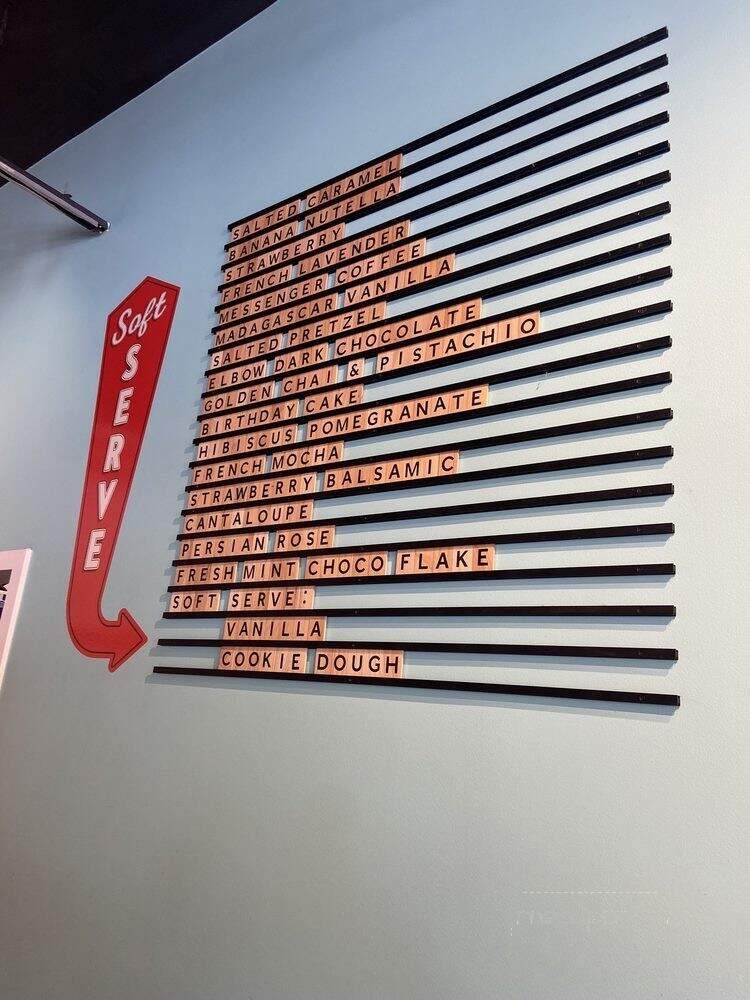 Soft
SERVE
SALTED CARAMEL
BANANA NUTELLA
STRAWBERRY
FRENCH LAVENDER
MESSENGER COFFEE
MADAGASCAR VANILLA
SALTED PRETZEL
ELBOW DARK CHOCOLATE
GOLDEN CHAI & PISTACHIO
BIRTHDAY CAKE
HIBISCUS POMEGRANATE
FRENCH MOCHA
STRAWBERRY BALSAMIC
CANTALOUPE
PERSIAN ROSE
FRESH MINT CHOCO FLAKE
SOFT SERVE:
VANILLA
COOKIE DOUGH